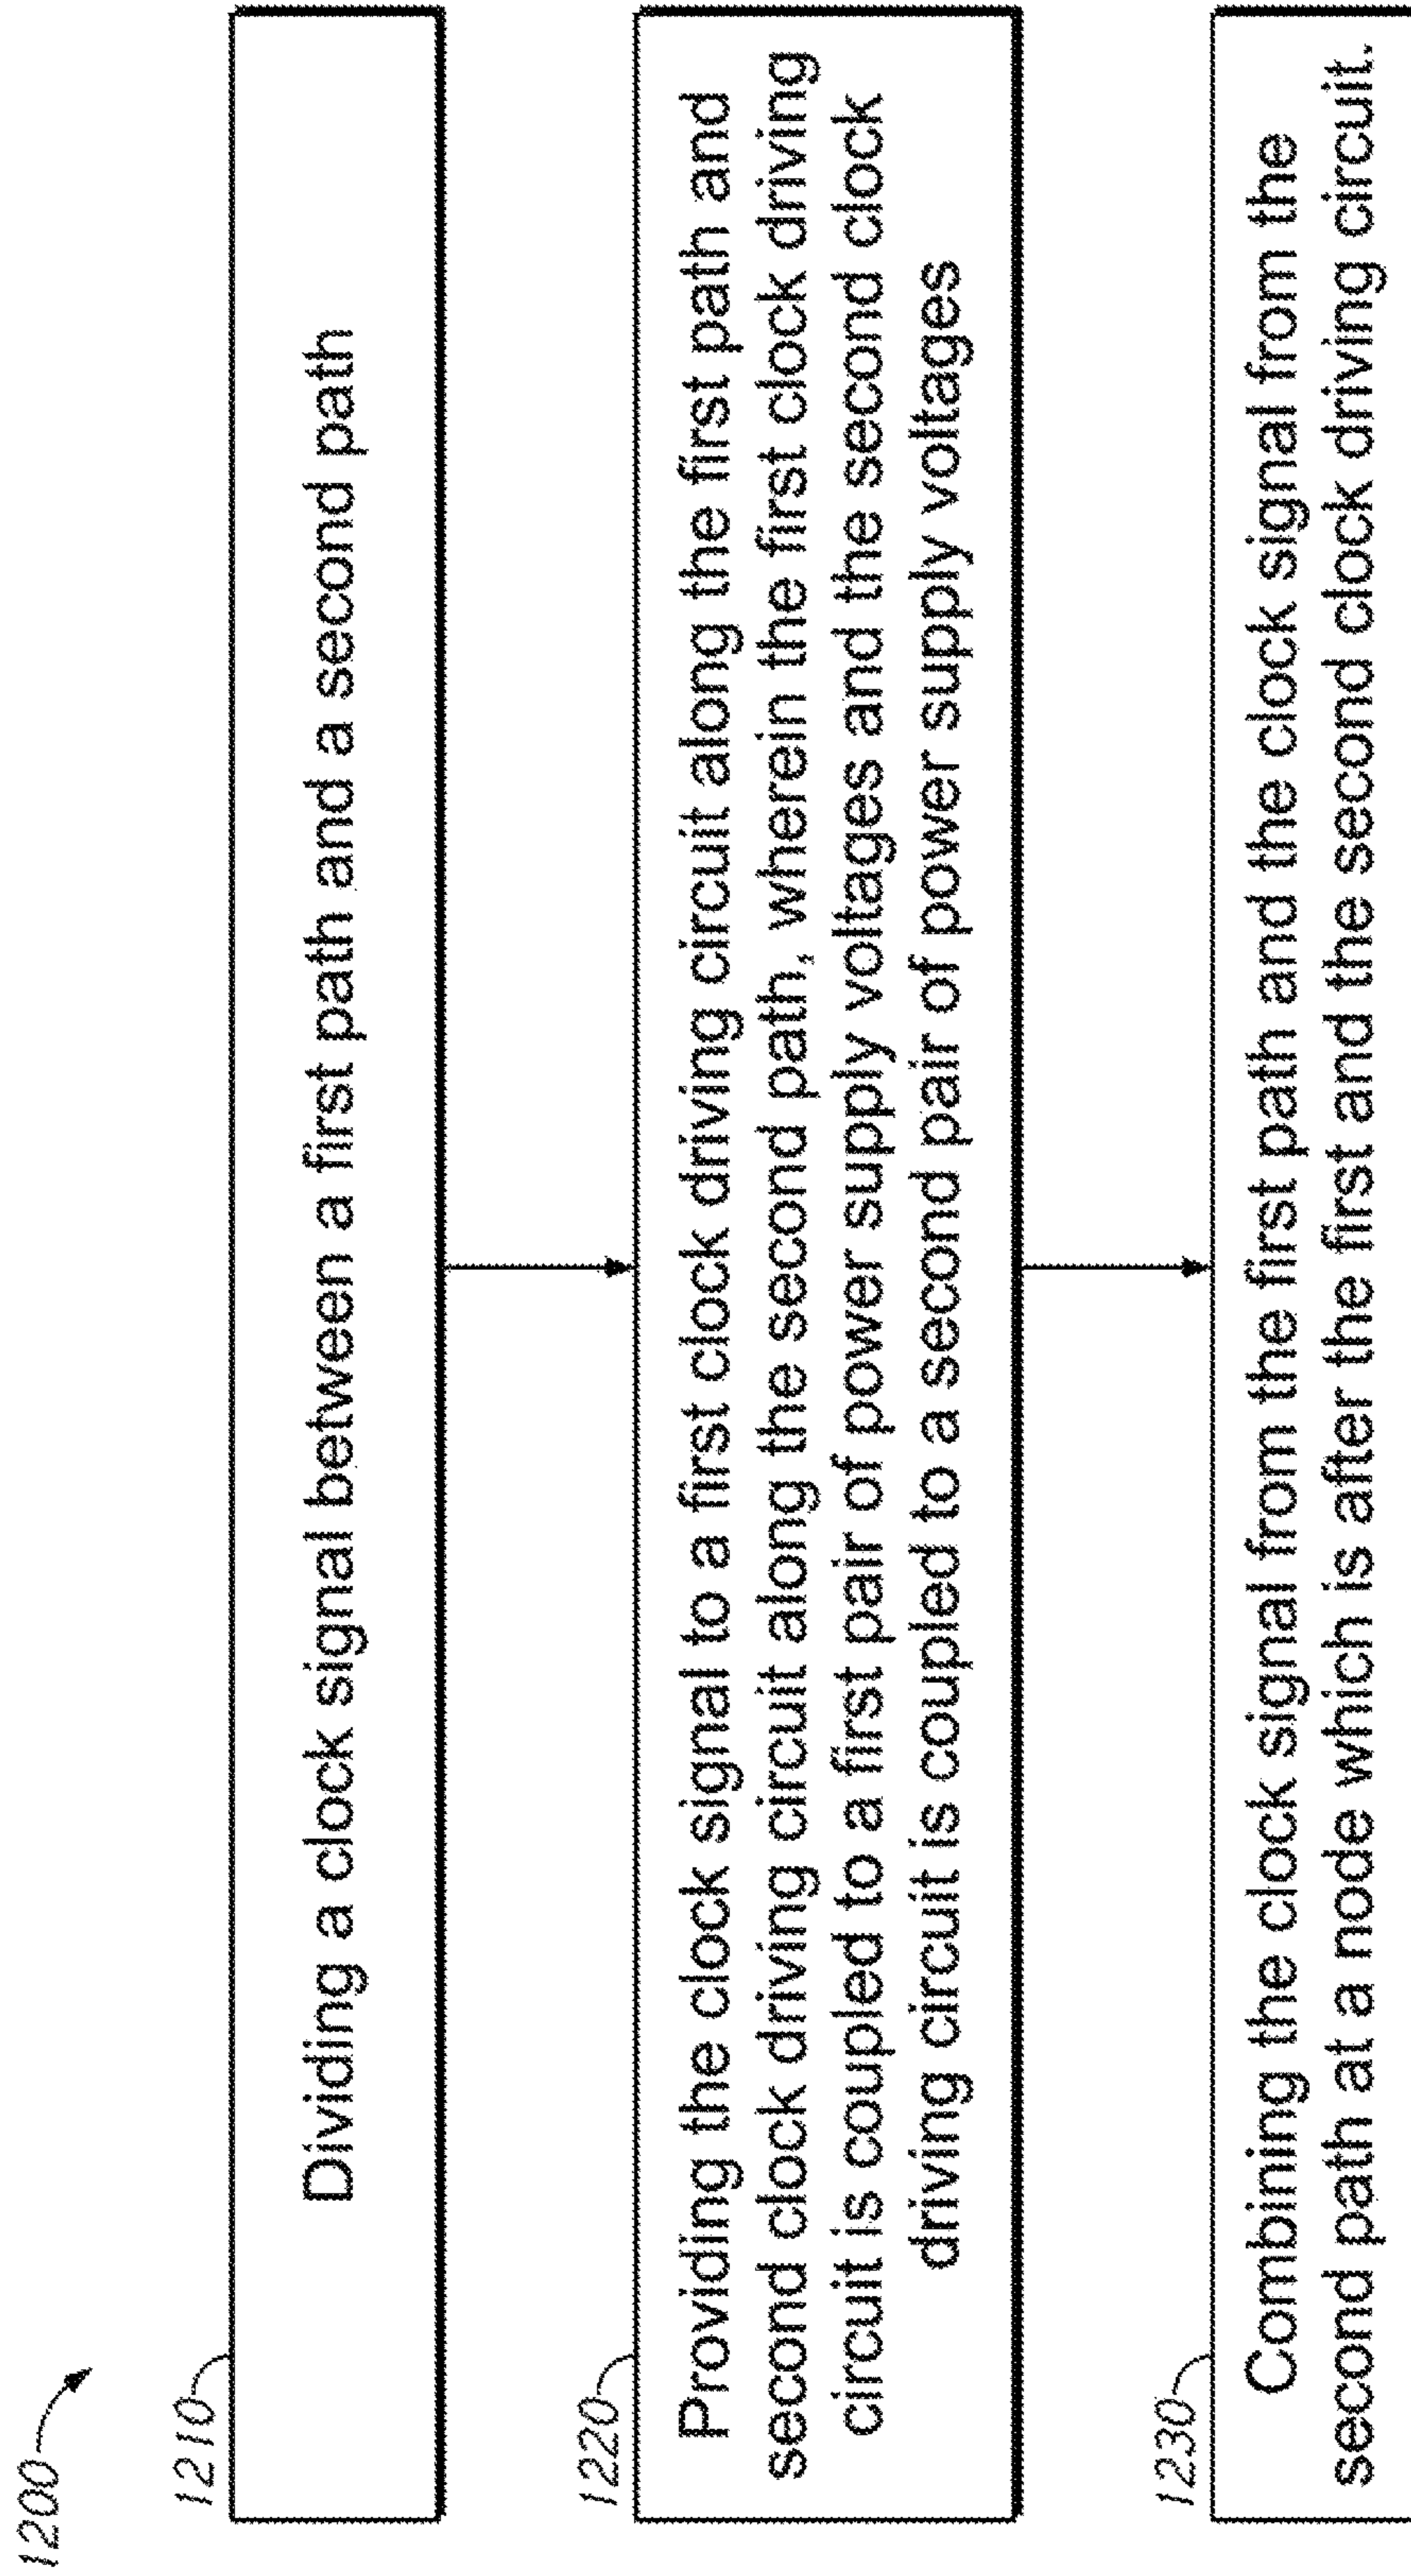 1200
1210
Dividing a clock signal between a first path and a second path
1220
Providing the clock signal to a first clock driving circuit along the first path and
second clock driving circuit along the second path, wherein the first clock driving
circuit is coupled to a first pair of power supply voltages and the second clock
driving circuit is coupled to a second pair of power supply voltages
1230
Combining the clock signal from the first path and the clock signal from the
second path at a node which is after the first and the second clock driving circuit.